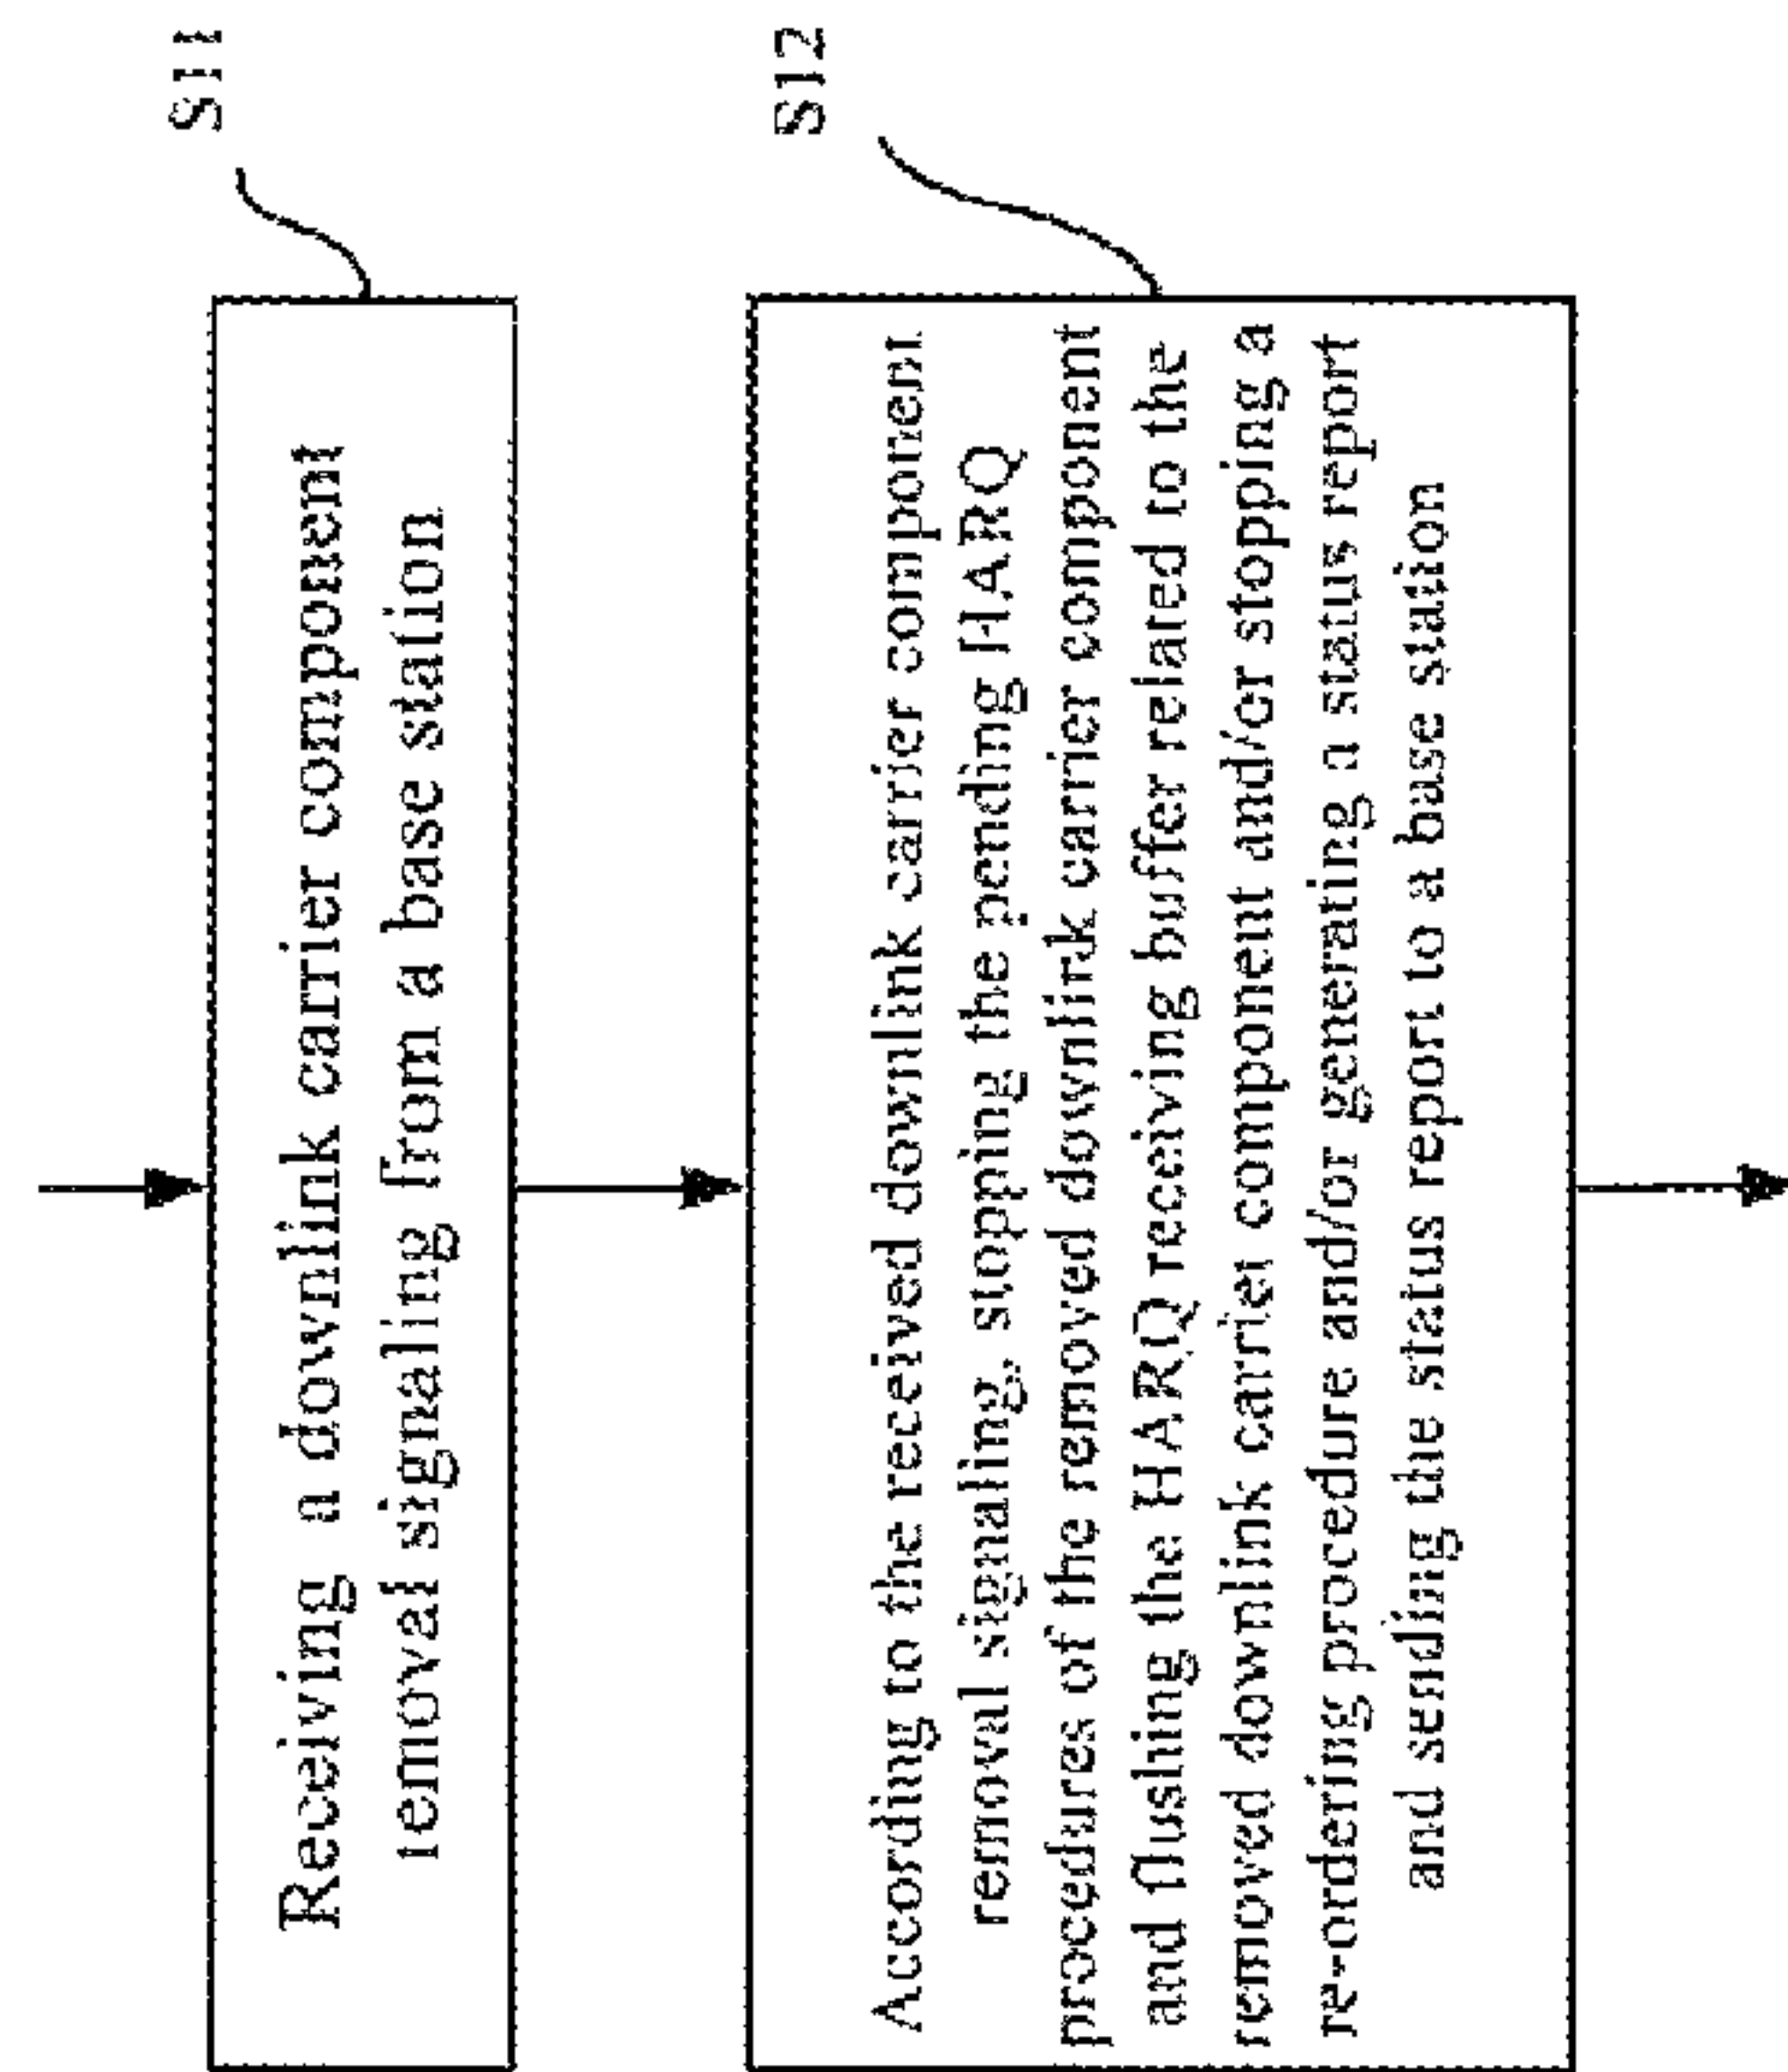 S11
Receiving a downlink carrier component
removal signaling from a base station
S12
According to the received downlink carrier component
removal signaling, stopping the pending HARQ
procedures of the removed downlink carrier component
and flushing the HARQ receiving buffer related to the
removed downlink carrier component and/or stopping a
re-ordering procedure and/or generating a status report
and sending the status report to a base station